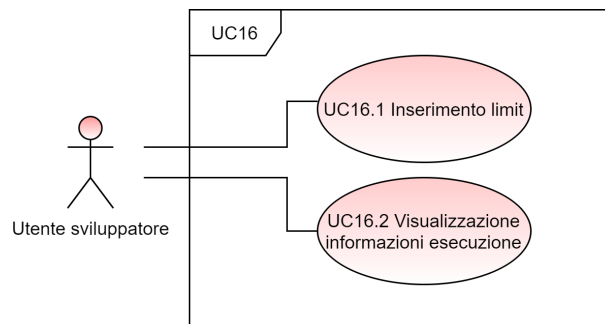 UC16
UC16.1 Inserimento limit
UC16.2 Visualizzazione
informazioni esecuzione
Utente sviluppatore